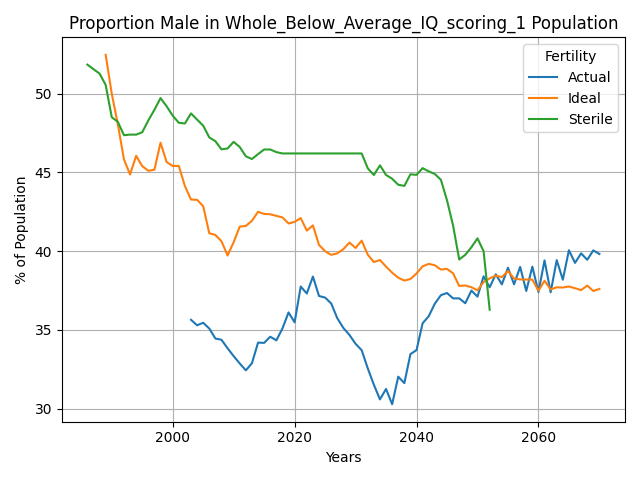 Proportion Male in Whole_Below_Average_IQ_scoring_1 Population
Fertility
Actual
Ideal
Sterile
% of Population
50
45
40
35
30
2000
2020
2040
2060
Years